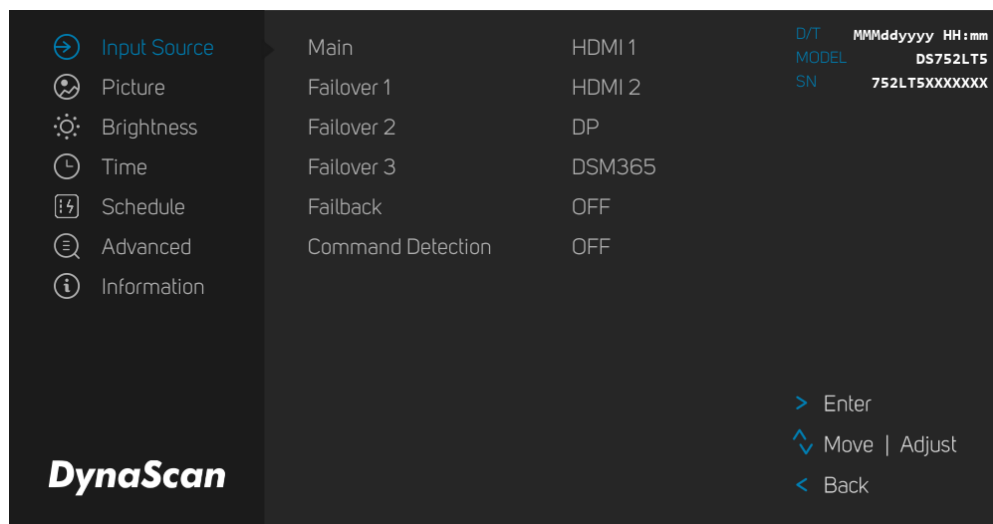 Input Source
Picture
Brightness
Time
Schedule
Advanced
Information
DynaScan
Main HDMI 1
Failover 1 HDMI 2
Failover 2 DP
Failover 3 DSM365
Failback OFF
Command Detection OFF
D/T MMMddyyyy HH:mm
MODEL DS752LT5
SN 752LT5XXXXXXX
> Enter
Move | Adjust
< Back